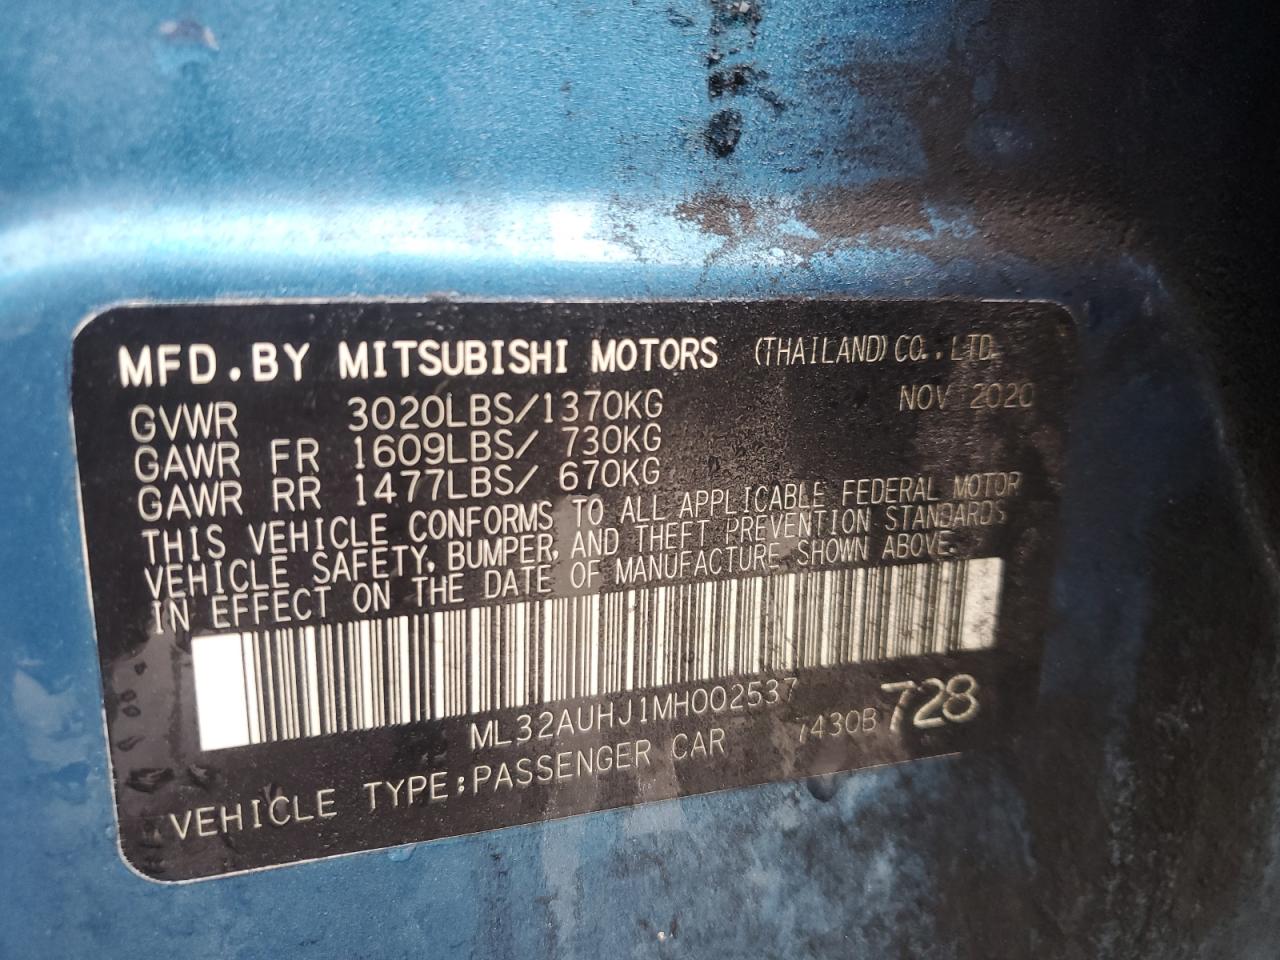 MFD.BY MITSUBISHI MOTORS (THAILAND) CO.,LTD.
GVWR 3020LBS/1370KG NOV 2020
GAWR FR 1609LBS/ 730KG
GAWR RR 1477LBS/ 670KG
THIS VEHICLE CONFORMS TO ALL APPLICABLE FEDERAL MOTOR
VEHICLE SAFETY, BUMPER, AND THEFT PREVENTION STANDARDS
IN EFFECT ON THE DATE OF MANUFACTURE SHOWN ABOVE.
ML32AUHJ1MH002537
VEHICLE TYPE:PASSENGER CAR 7430B 728